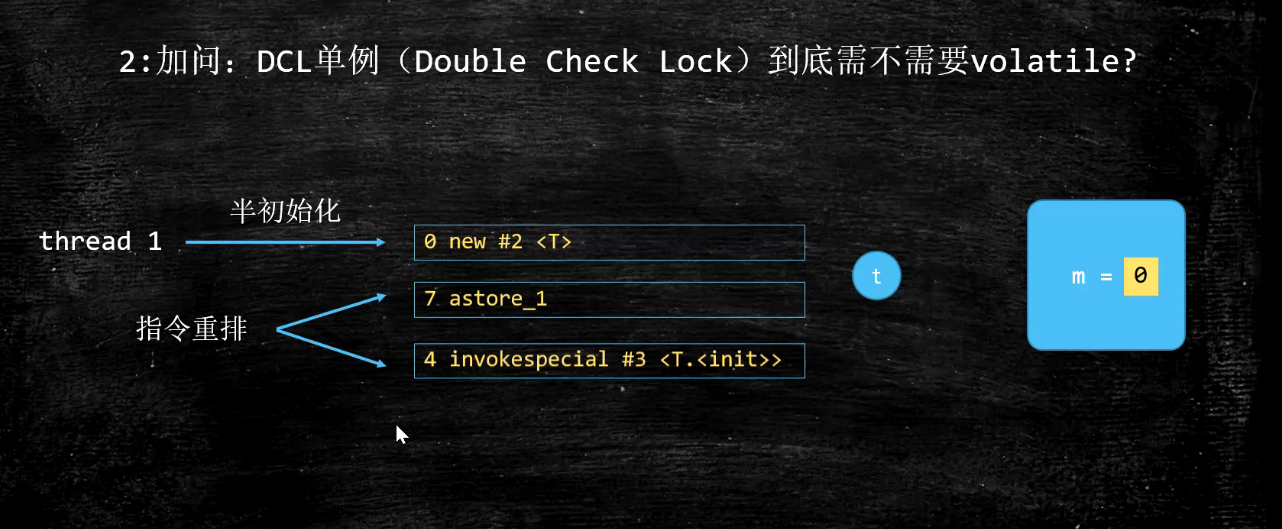 2:加问：DCL单例（Double Check Lock）到底需不需要volatile?
半初始化
thread 1
0 new #2 <T>
t
m = 0
7 astore_1
指令重排
4 invokespecial #3 <T.<init>>